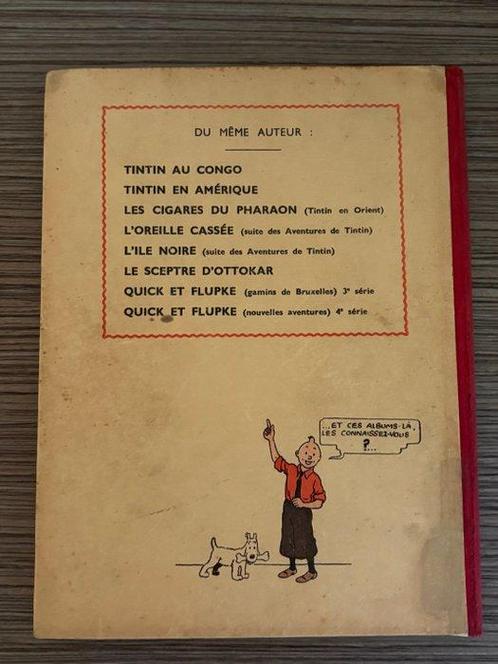 DU MÊME AUTEUR :
TINTIN AU CONGO
TINTIN EN AMÉRIQUE
LES CIGARES DU PHARAON (Tintin en Orient)
L'OREILLE CASSÉE (suite des Aventures de Tintin)
L'ILE NOIRE (suite des Aventures de Tintin)
LE SCEPTRE D'OTTOKAR
QUICK ET FLUPKE (gamins de Bruxelles) 3e série
QUICK ET FLUPKE (nouvelles aventures) 4e série
...ET CES ALBUMS-LÀ,
LES CONNAISSEZ-VOUS
?...